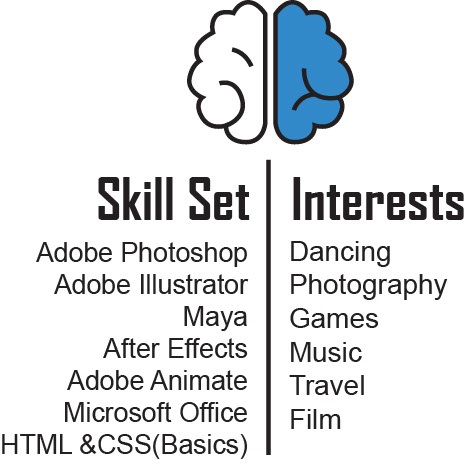 Skill Set
Adobe Photoshop
Adobe Illustrator
Maya
After Effects
Adobe Animate
Microsoft Office
HTML &CSS(Basics)
Interests
Dancing
Photography
Games
Music
Travel
Film